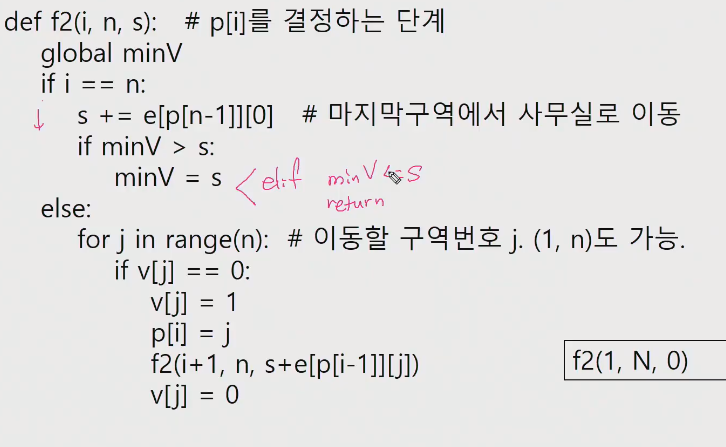 def f2(i, n, s): # p[i]를 결정하는 단계
global minV
if i == n:
s += e[p[n-1]][0] # 마지막구역에서 사무실로 이동
if minV > s:
minV = s
elif minV <= S
return
else:
for j in range(n): # 이동할 구역번호 j. (1, n)도 가능.
if v[j] == 0:
v[j] = 1
p[i] = j
f2(i+1, n, s+e[p[i-1]][j])
v[j] = 0
f2(1, N, 0)